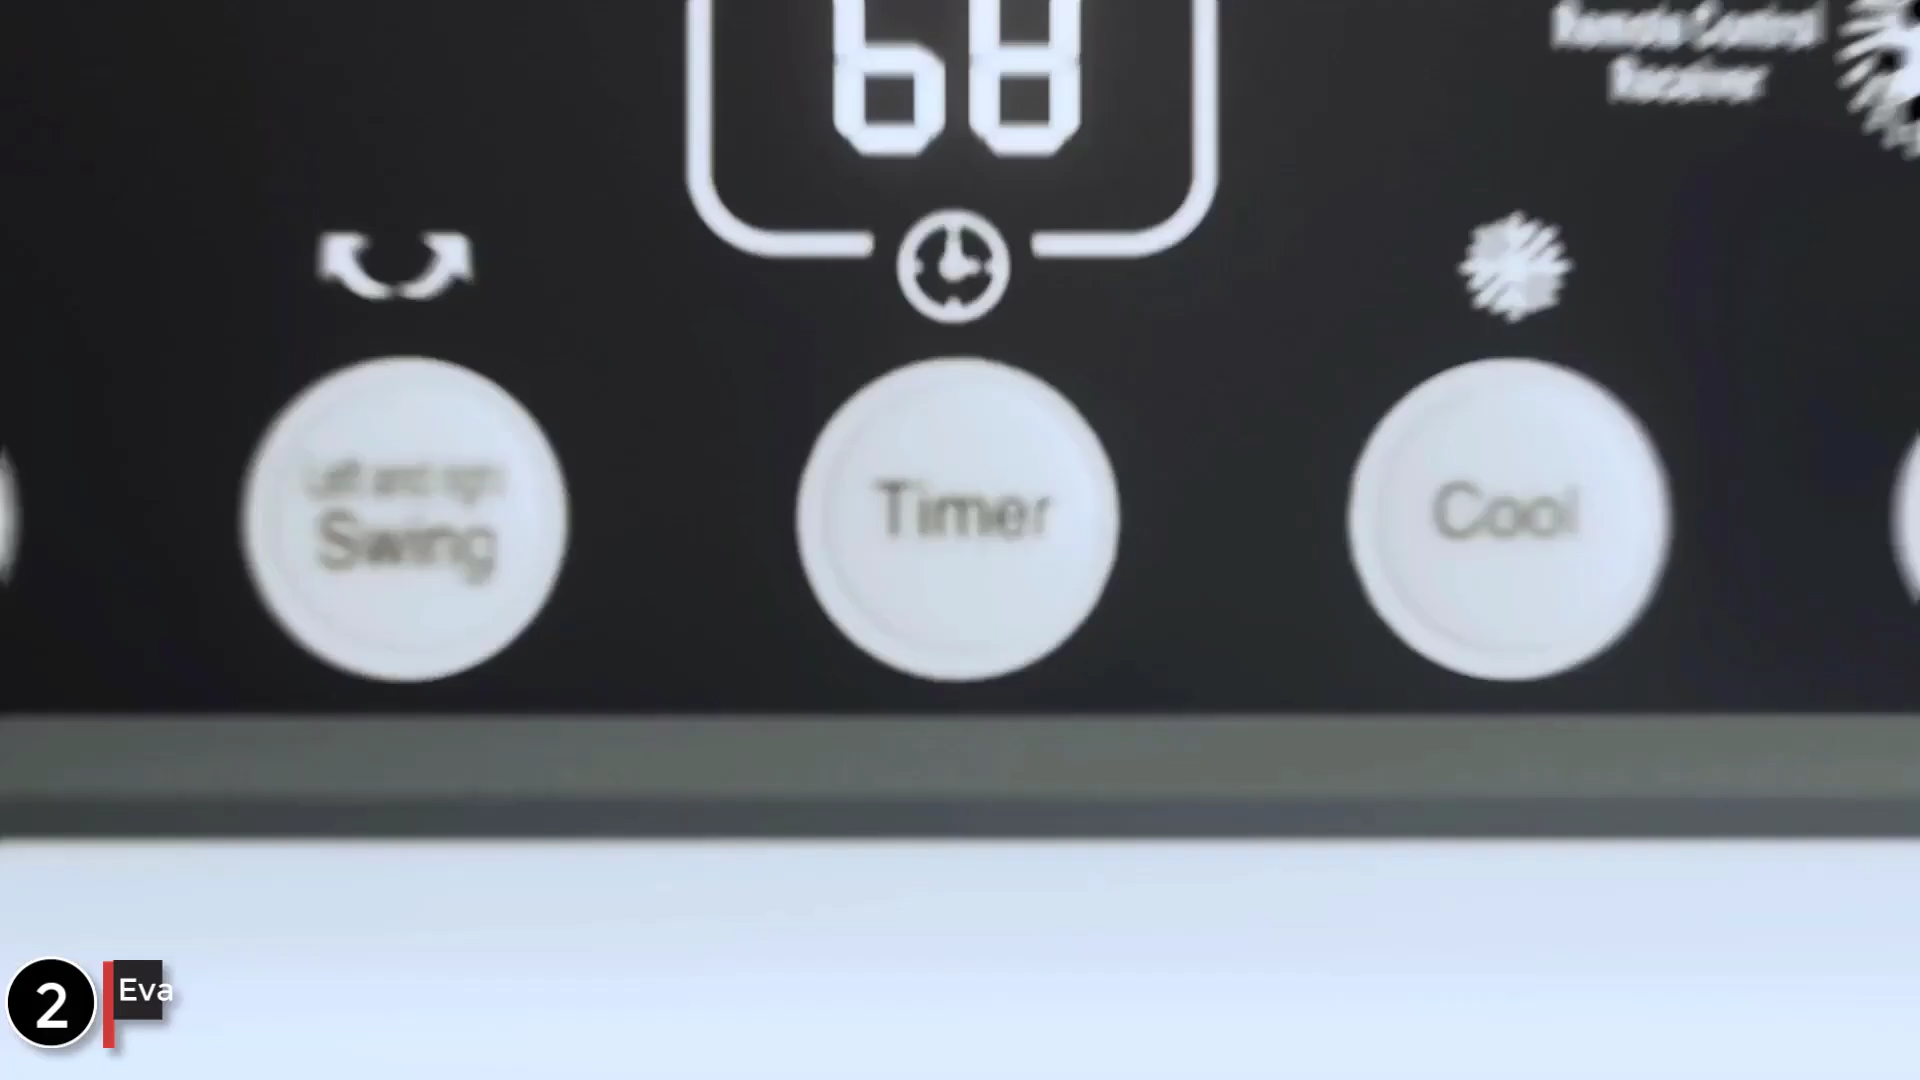 68
Remote Control
Receiver
Left and right
Swing
Timer
Cool
2
Eva